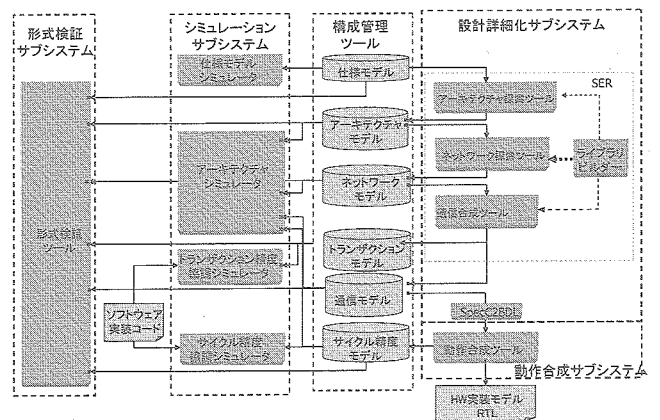 形式検証
サブシステム
シミュレーション
サブシステム
構成管理
ツール
設計詳細化サブシステム
仕様モデル
シミュレータ
仕様モデル
SER
アーキテクチャ探索ツール
アーキテクチャ
モデル
アーキテクチャ
シミュレータ
ネットワーク探索ツール
ライブラリ
ビルダー
ネットワーク
モデル
通信合成ツール
形式検証
ツール
トランザクション精度
協調シミュレータ
トランザクション
モデル
通信モデル
ソフトウェア
実装コード
SpecC2BDL
サイクル精度
協調シミュレータ
サイクル精度
モデル
動作合成ツール
動作合成サブシステム
HW実装モデル
RTL